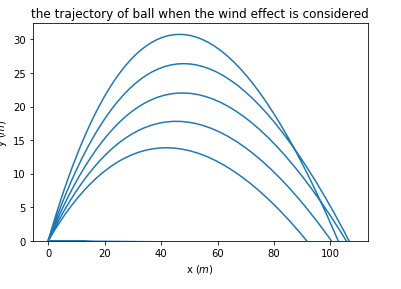 the trajectory of ball when the wind effect is considered
30
25
20
15
10
5
0
y (m)
0 20 40 60 80 100
x (m)